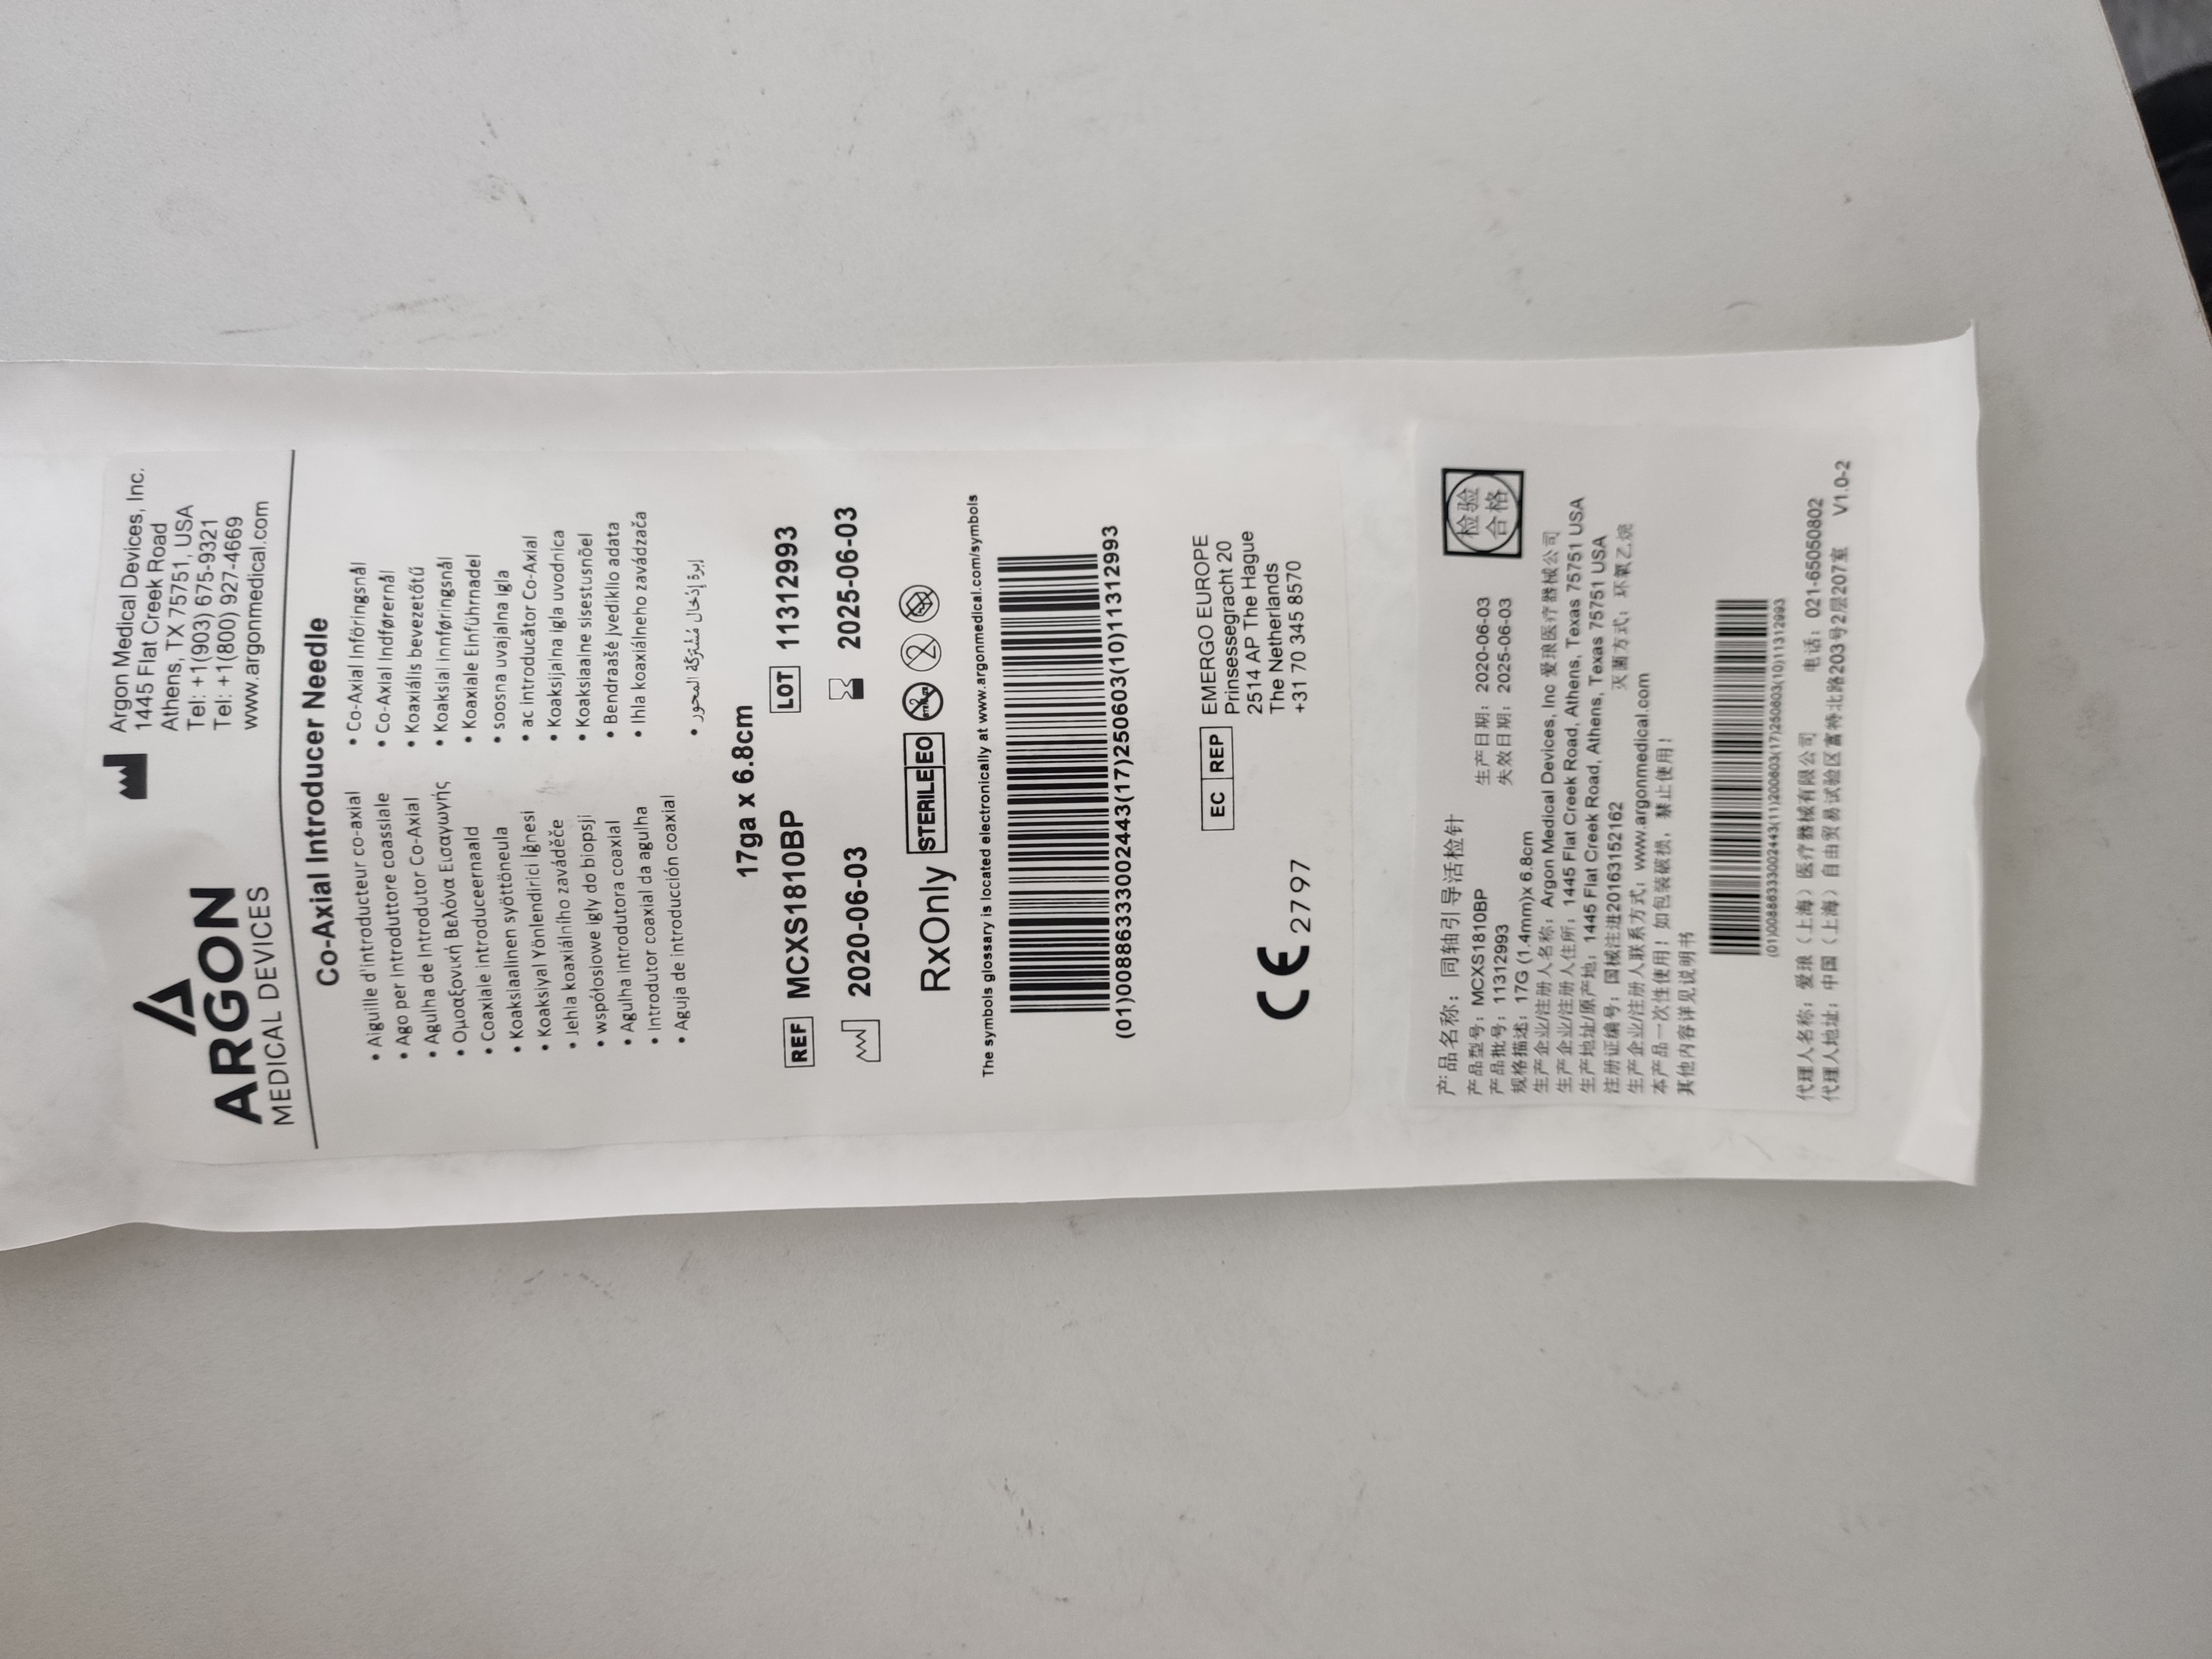 ARGON
MEDICAL DEVICES
Argon Medical Devices, Inc.
1445 Flat Creek Road
Athens, TX 75751, USA
Tel: +1(903) 675-9321
Tel: +1(800) 927-4669
www.argonmedical.com
Co-Axial Introducer Needle
• Aiguille d'introducteur co-axial
• Ago per Introduttore coassiale
• Agulha de Introdutor Co-Axial
• Ομοαξονική Βελόνα Εισαγωγής
• Coaxiale introduceernaald
• Koaksiaalinen syöttöneula
• Koaksiyal Yönlendirici İğnesi
• Jehla koaxiálního zaváděče
• współosiowe igły do biopsji
• Agulha introdutora coaxial
• Introdutor coaxial da agulha
• Aguja de introducción coaxial
• Co-Axial Införingsnål
• Co-Axial Indførernål
• Koaxiális bevezetőtű
• Koaksial innføringsnål
• Koaxiale Einführnadel
• soosna uvajalna igla
• ac introducător Co-Axial
• Koaksijalna igla uvodnica
• Koaksiaalne sisestusnõel
• Bendraašė įvediklio adata
• Ihla koaxiálneho zavádzača
• إبرة إدخال مُشتركة المحور
17ga x 6.8cm
REF MCXS1810BP
LOT 11312993
2020-06-03
2025-06-03
RxOnly
STERILE EO
2
The symbols glossary is located electronically at www.argonmedical.com/symbols
(01)00886333002443(17)250603(10)11312993
CE 2797
EC REP
EMERGO EUROPE
Prinsessegracht 20
2514 AP The Hague
The Netherlands
+31 70 345 8570
检验
合格
产品名称：同轴引导活检针
产品型号：MCXS1810BP 生产日期：2020-06-03
产品批号：11312993 失效日期：2025-06-03
规格描述：17G (1.4mm)x 6.8cm
生产企业/注册人名称：Argon Medical Devices, Inc 爱琅医疗器械公司
生产企业/注册人住所：1445 Flat Creek Road, Athens, Texas 75751 USA
生产地址/原产地：1445 Flat Creek Road, Athens, Texas 75751 USA
注册证编号：国械注进20163152162 灭菌方式：环氧乙烷
生产企业/注册人联系方式：www.argonmedical.com
本产品一次性使用！如包装破损，禁止使用！
其他内容详见说明书
(01)00886333002443(11)200603(17)250603(10)11312993
代理人名称：爱琅（上海）医疗器械有限公司 电话：021-65050802
代理人地址：中国（上海）自由贸易试验区富特北路203号2层207室 V1.0-2